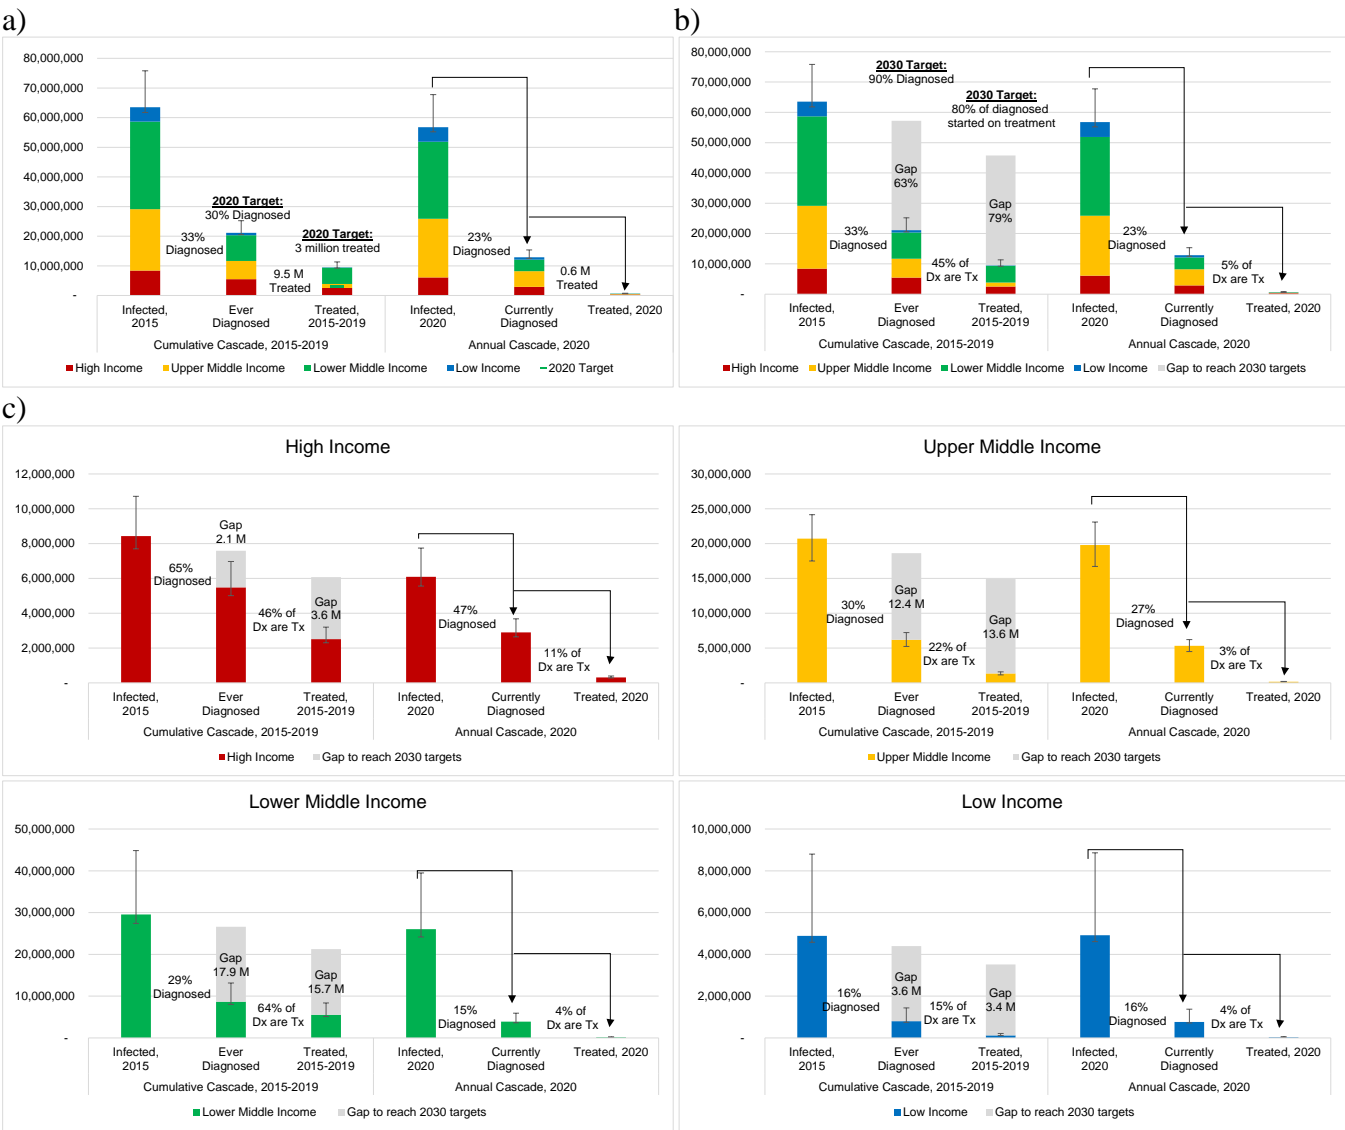 a)
80,000,000
70,000,000
60,000,000
50,000,000
40,000,000
30,000,000
20,000,000
10,000,000
-
2020 Target:
30% Diagnosed
2020 Target:
3 million treated
33%
Diagnosed
9.5 M
Treated
23%
Diagnosed
0.6 M
Treated
Infected,
2015
Ever
Diagnosed
Treated,
2015-2019
Infected,
2020
Currently
Diagnosed
Treated, 2020
Cumulative Cascade, 2015-2019
Annual Cascade, 2020
High Income
Upper Middle Income
Lower Middle Income
Low Income
2020 Target
b)
80,000,000
70,000,000
60,000,000
50,000,000
40,000,000
30,000,000
20,000,000
10,000,000
-
2030 Target:
90% Diagnosed
2030 Target:
80% of diagnosed
started on treatment
Gap
63%
Gap
79%
33%
Diagnosed
45% of
Dx are Tx
23%
Diagnosed
5% of
Dx are Tx
Infected,
2015
Ever
Diagnosed
Treated,
2015-2019
Infected,
2020
Currently
Diagnosed
Treated, 2020
Cumulative Cascade, 2015-2019
Annual Cascade, 2020
High Income
Upper Middle Income
Lower Middle Income
Low Income
Gap to reach 2030 targets
c)
High Income
12,000,000
10,000,000
8,000,000
6,000,000
4,000,000
2,000,000
-
65%
Diagnosed
Gap
2.1 M
46% of
Dx are Tx
Gap
3.6 M
47%
Diagnosed
11% of
Dx are Tx
Infected,
2015
Ever
Diagnosed
Treated,
2015-2019
Infected,
2020
Currently
Diagnosed
Treated, 2020
Cumulative Cascade, 2015-2019
Annual Cascade, 2020
High Income
Gap to reach 2030 targets
Upper Middle Income
30,000,000
25,000,000
20,000,000
15,000,000
10,000,000
5,000,000
-
30%
Diagnosed
Gap
12.4 M
22% of
Dx are Tx
Gap
13.6 M
27%
Diagnosed
3% of
Dx are Tx
Infected,
2015
Ever
Diagnosed
Treated,
2015-2019
Infected,
2020
Currently
Diagnosed
Treated, 2020
Cumulative Cascade, 2015-2019
Annual Cascade, 2020
Upper Middle Income
Gap to reach 2030 targets
Lower Middle Income
50,000,000
40,000,000
30,000,000
20,000,000
10,000,000
-
29%
Diagnosed
Gap
17.9 M
64% of
Dx are Tx
Gap
15.7 M
15%
Diagnosed
4% of
Dx are Tx
Infected,
2015
Ever
Diagnosed
Treated,
2015-2019
Infected,
2020
Currently
Diagnosed
Treated, 2020
Cumulative Cascade, 2015-2019
Annual Cascade, 2020
Lower Middle Income
Gap to reach 2030 targets
Low Income
10,000,000
8,000,000
6,000,000
4,000,000
2,000,000
-
16%
Diagnosed
Gap
3.6 M
15% of
Dx are Tx
Gap
3.4 M
16%
Diagnosed
4% of
Dx are Tx
Infected,
2015
Ever
Diagnosed
Treated,
2015-2019
Infected,
2020
Currently
Diagnosed
Treated, 2020
Cumulative Cascade, 2015-2019
Annual Cascade, 2020
Low Income
Gap to reach 2030 targets